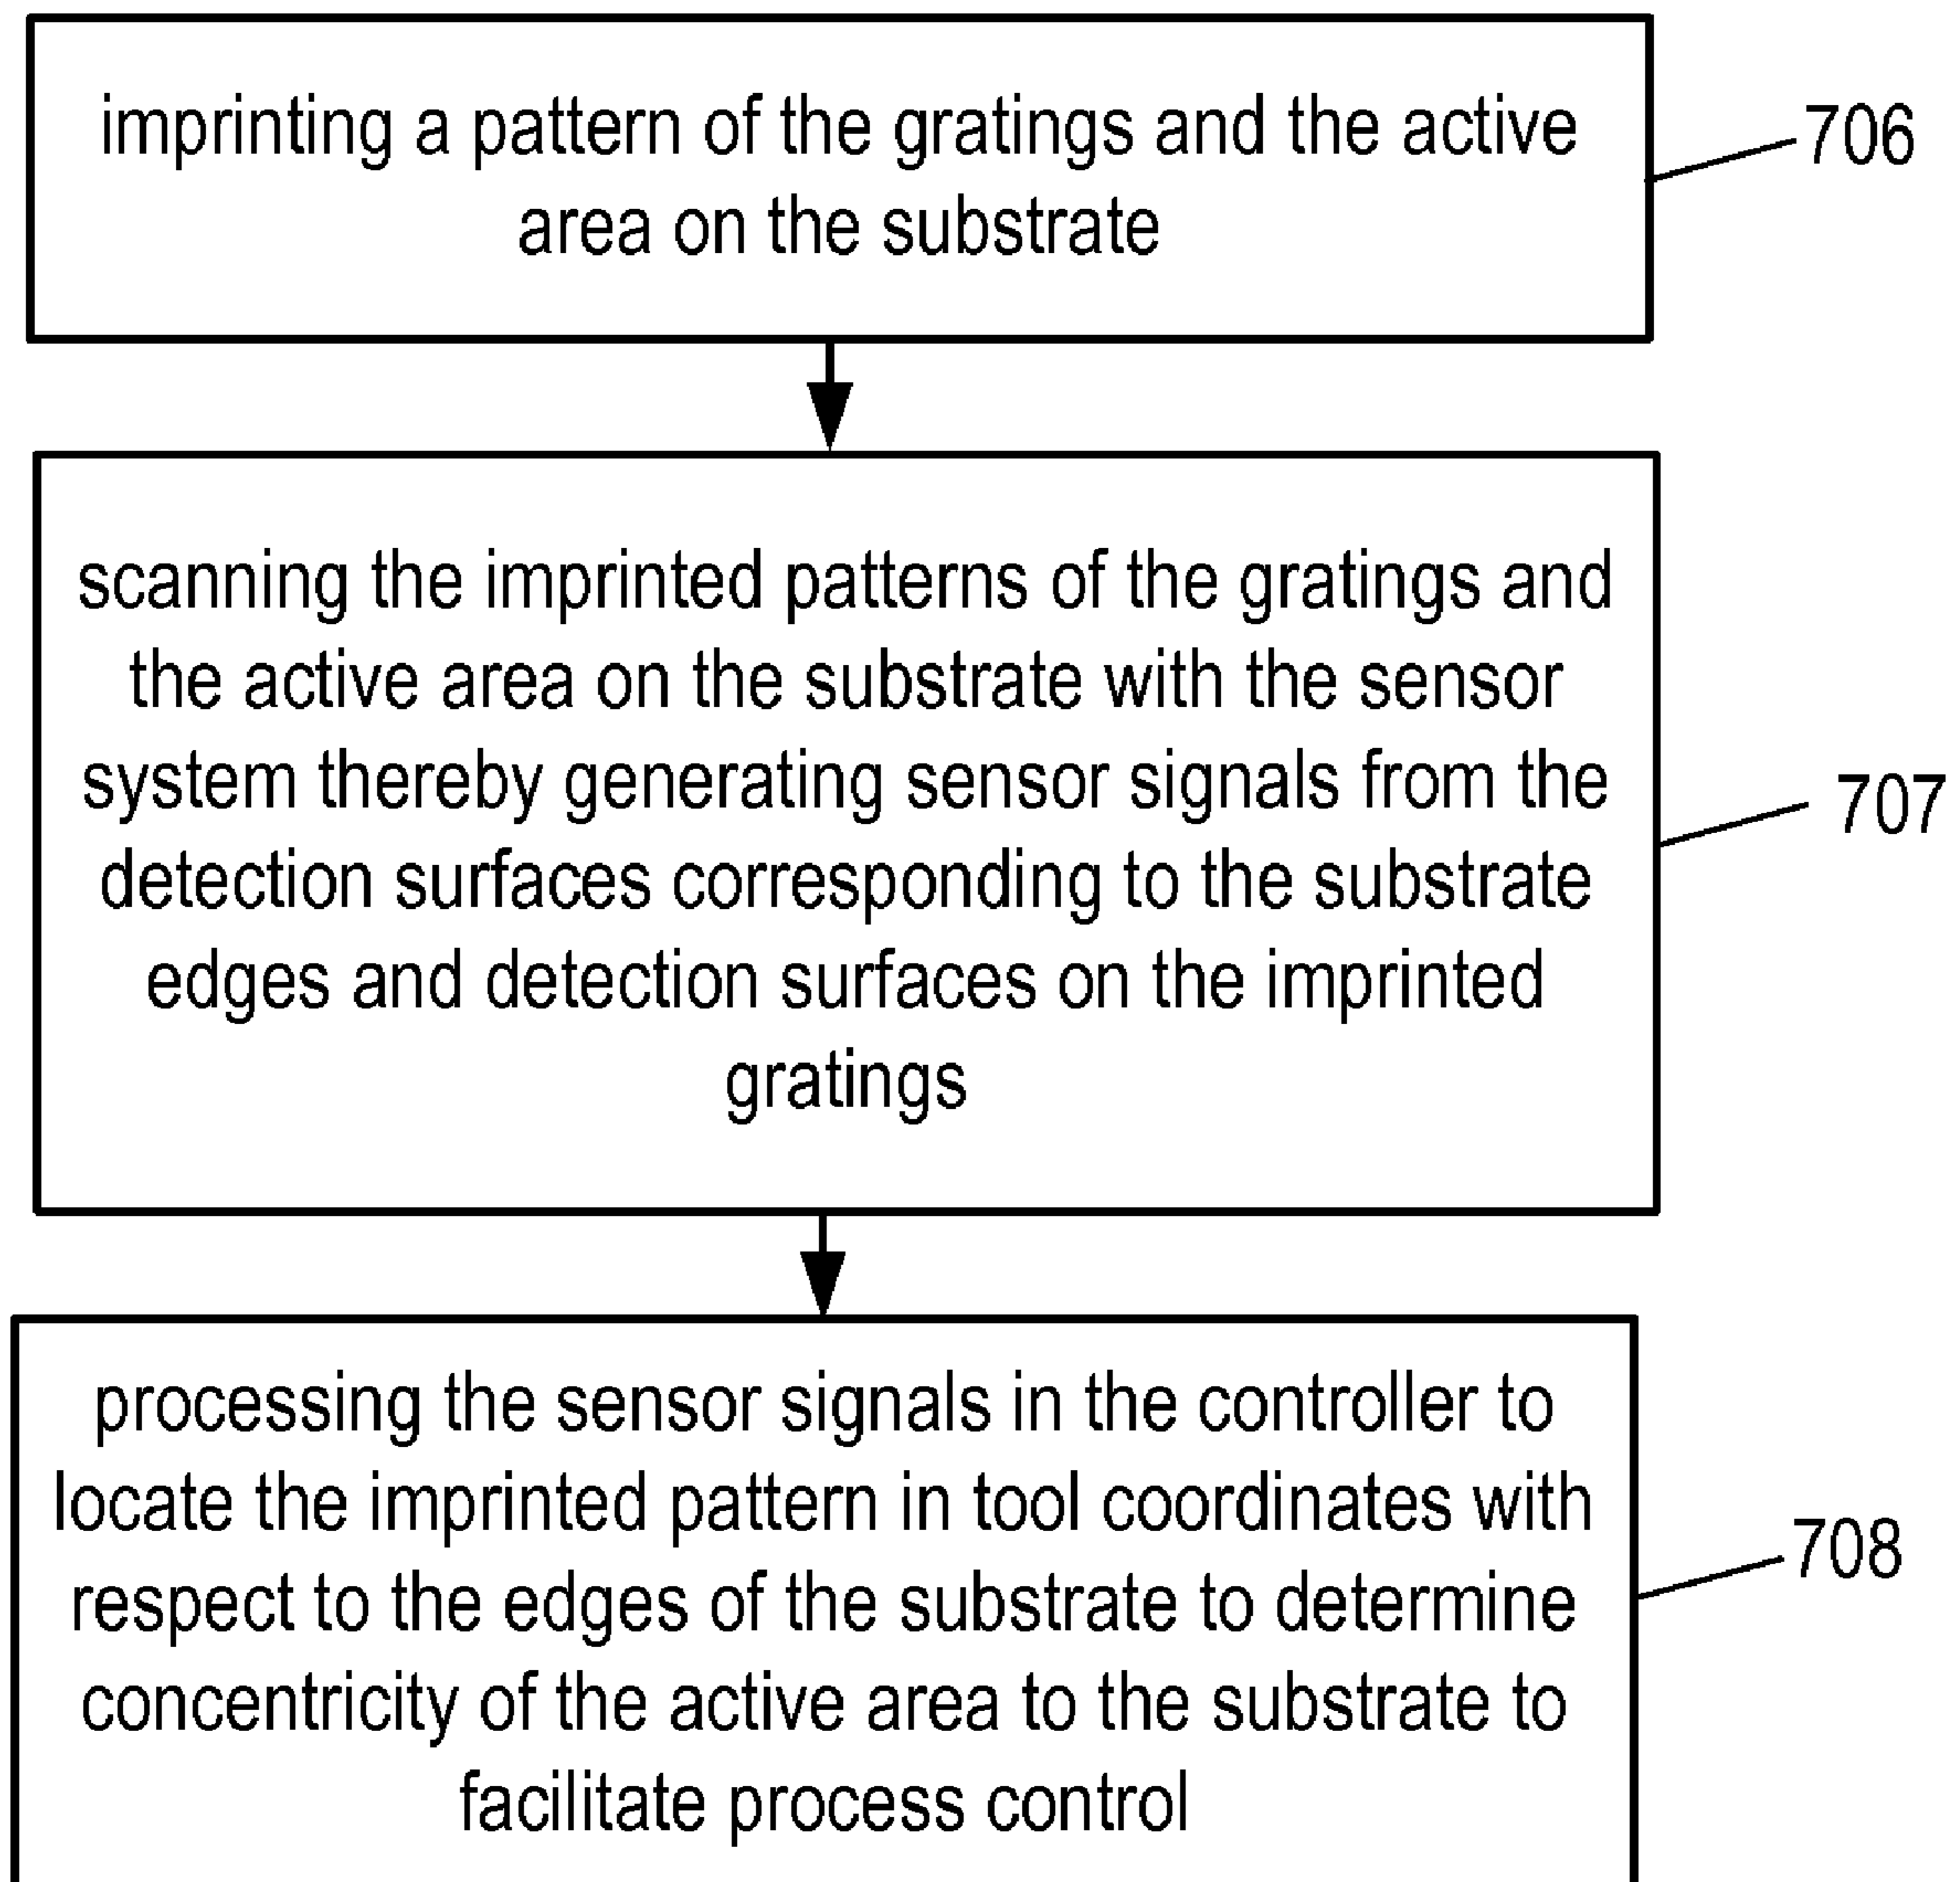 imprinting a pattern of the gratings and the active
area on the substrate
706
scanning the imprinted patterns of the gratings and
the active area on the substrate with the sensor
system thereby generating sensor signals from the
detection surfaces corresponding to the substrate
edges and detection surfaces on the imprinted
gratings
707
processing the sensor signals in the controller to
locate the imprinted pattern in tool coordinates with
respect to the edges of the substrate to determine
concentricity of the active area to the substrate to
facilitate process control
708